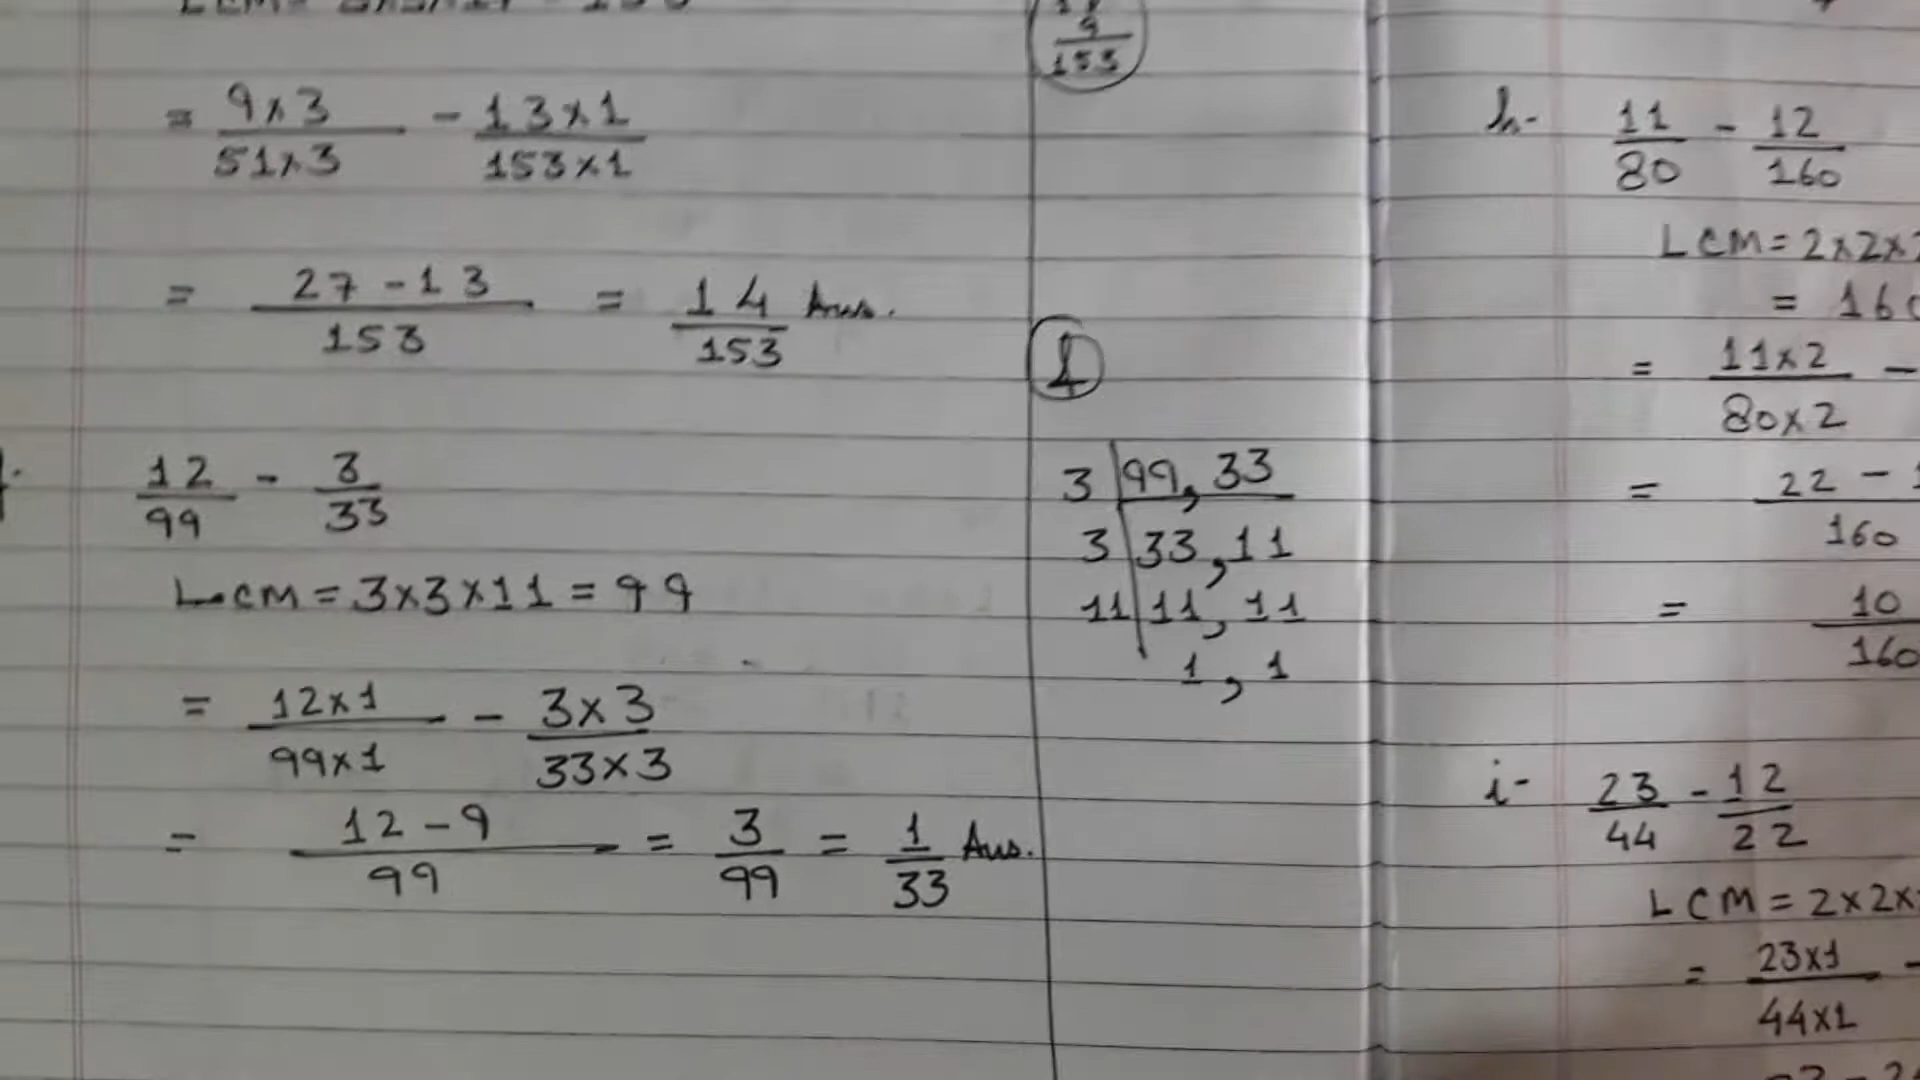 = 9x3/51x3 - 13x1/153x1
= 27-13/153 = 14/153 Ans.
12/99 - 3/33
LCM = 3x3x11 = 99
= 12x1/99x1 - 3x3/33x3
= 12-9/99 = 3/99 = 1/33 Ans.
9/153
3 | 99, 33
3 | 33, 11
11 | 11, 11
1, 1
h- 11/80 - 12/160
LCM = 2x2x
= 16
= 11x2/80x2 -
= 22 - /160
= 10/160
i- 23/44 - 12/22
LCM = 2x2x
= 23x1/44x1 -